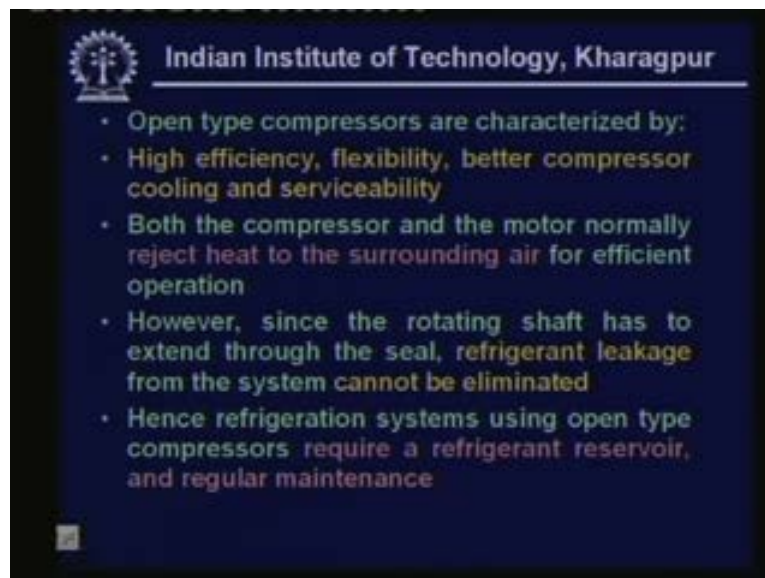 Indian Institute of Technology, Kharagpur
• Open type compressors are characterized by:
• High efficiency, flexibility, better compressor
cooling and serviceability
• Both the compressor and the motor normally
reject heat to the surrounding air for efficient
operation
• However, since the rotating shaft has to
extend through the seal, refrigerant leakage
from the system cannot be eliminated
• Hence refrigeration systems using open type
compressors require a refrigerant reservoir,
and regular maintenance